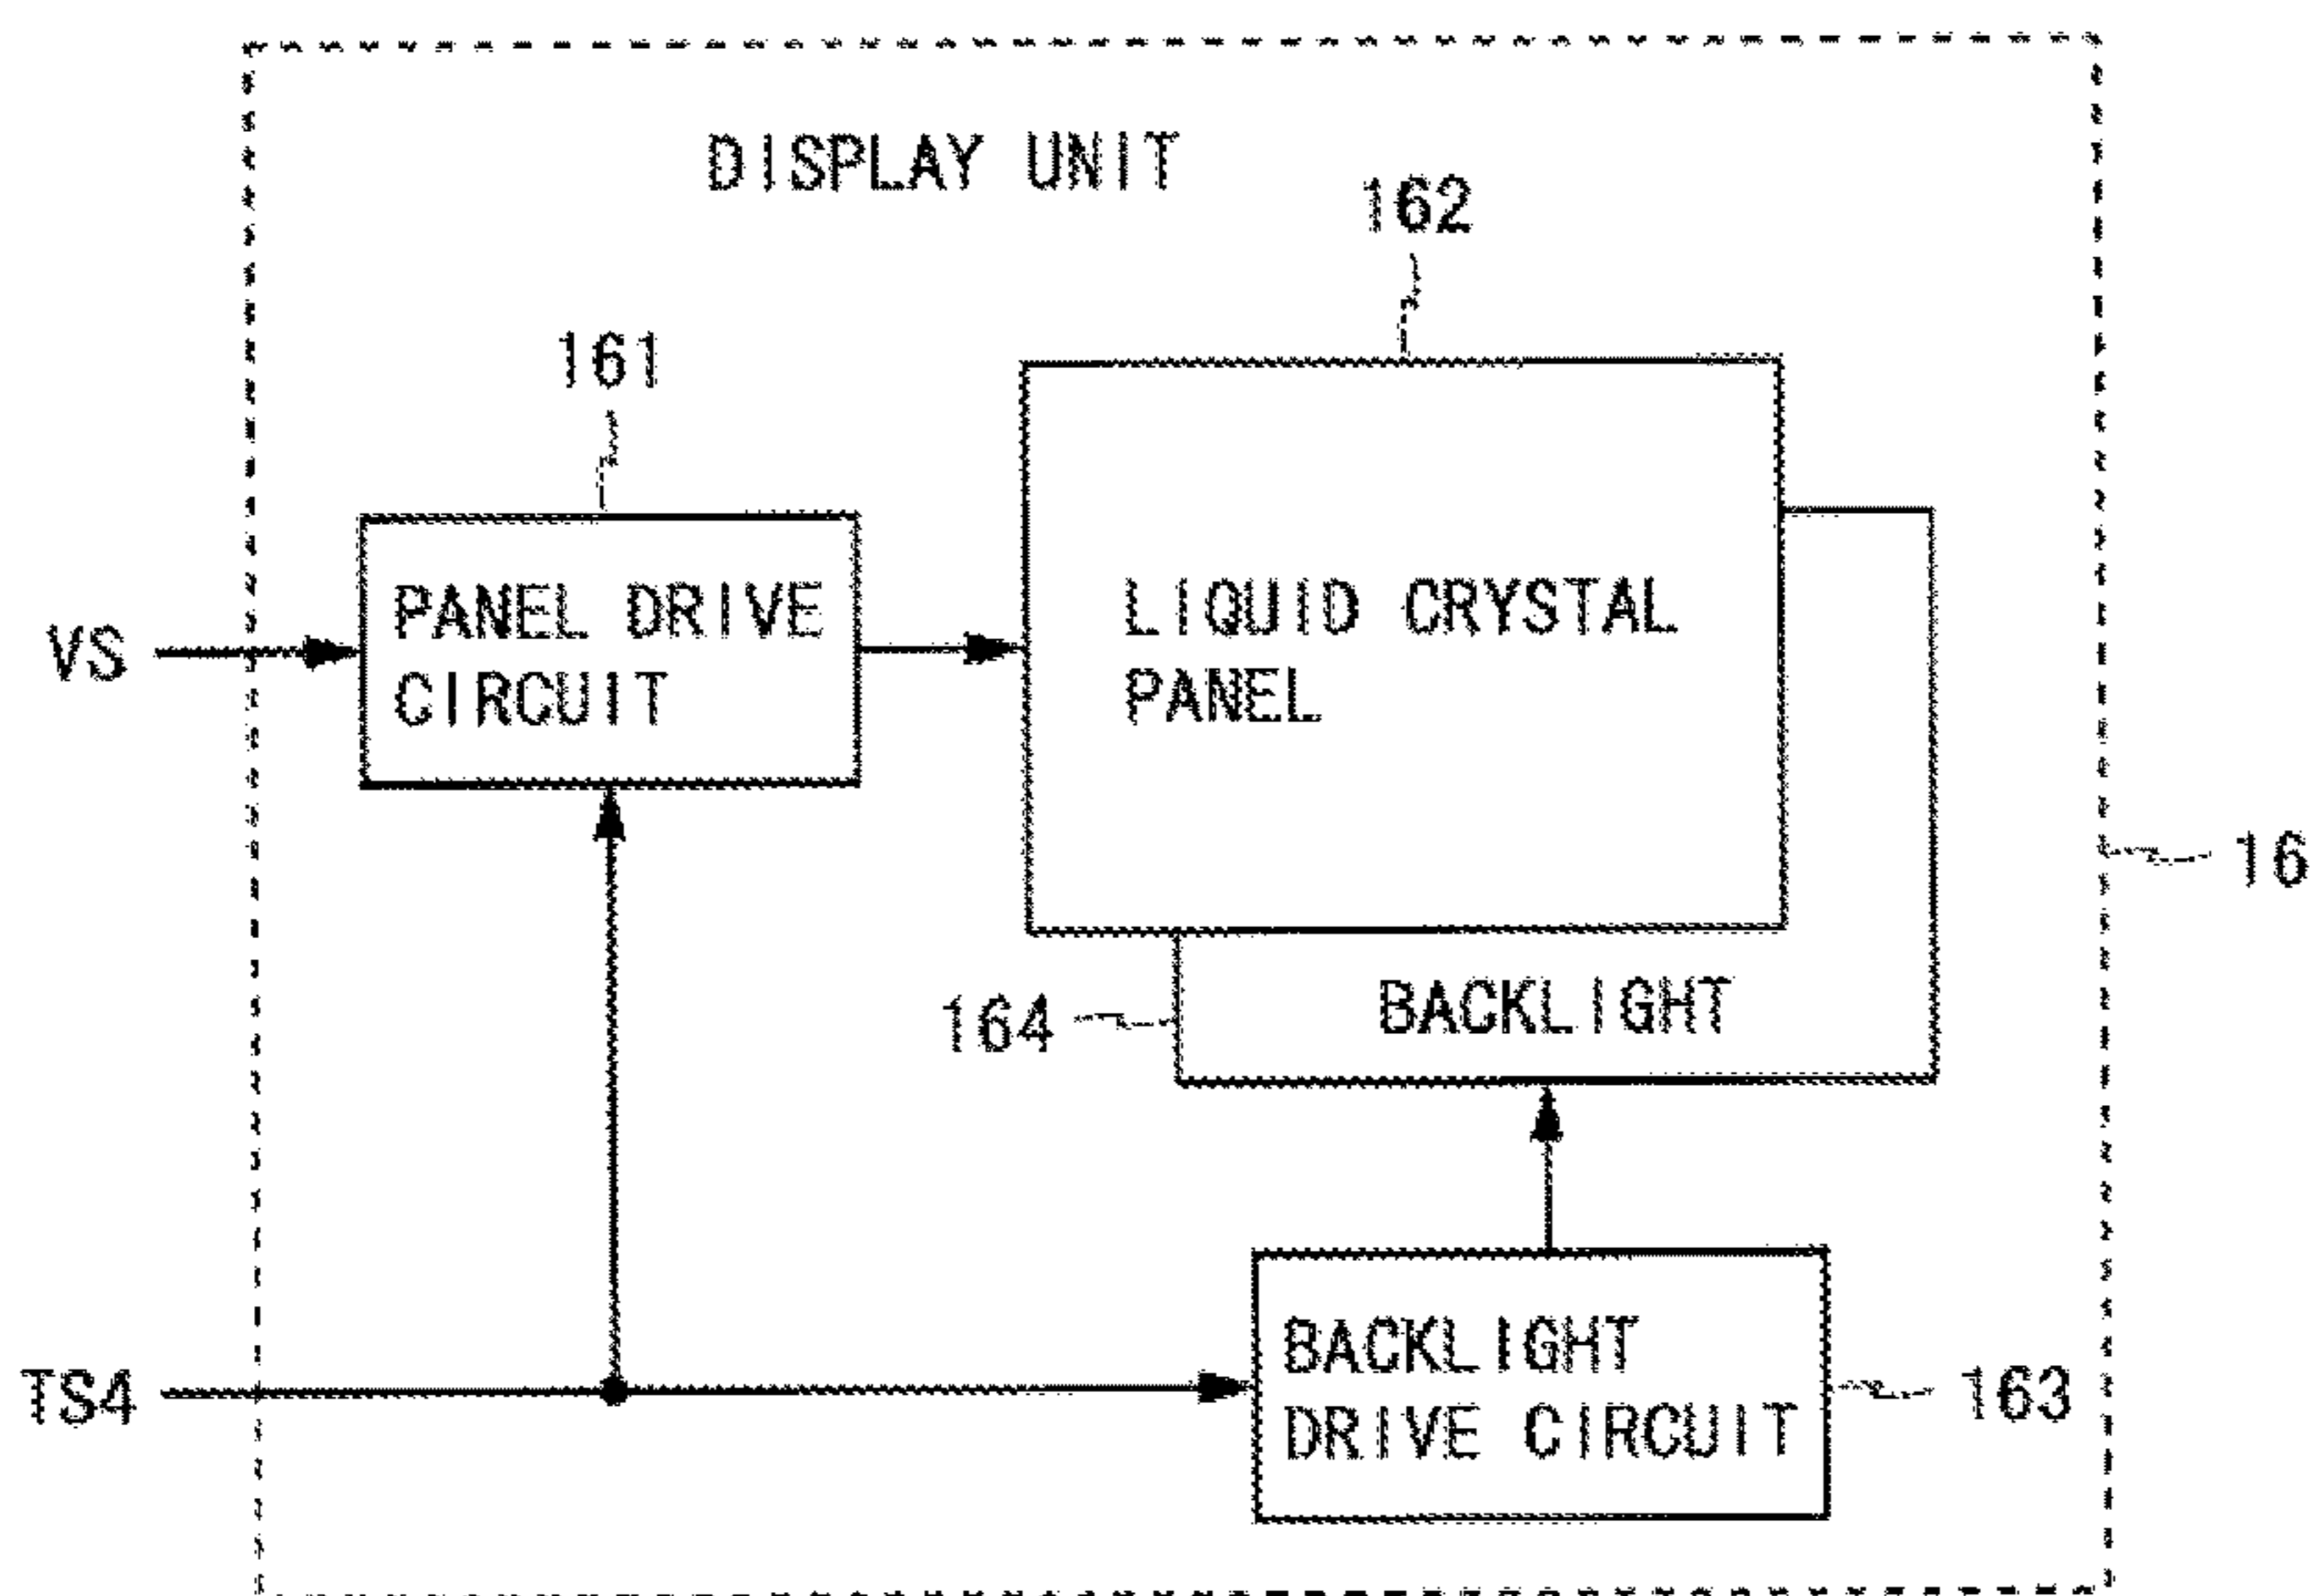 DISPLAY UNIT
162
161
VS
PANEL DRIVE
CIRCUIT
LIQUID CRYSTAL
PANEL
16
164
BACKLIGHT
TS4
BACKLIGHT
DRIVE CIRCUIT
163